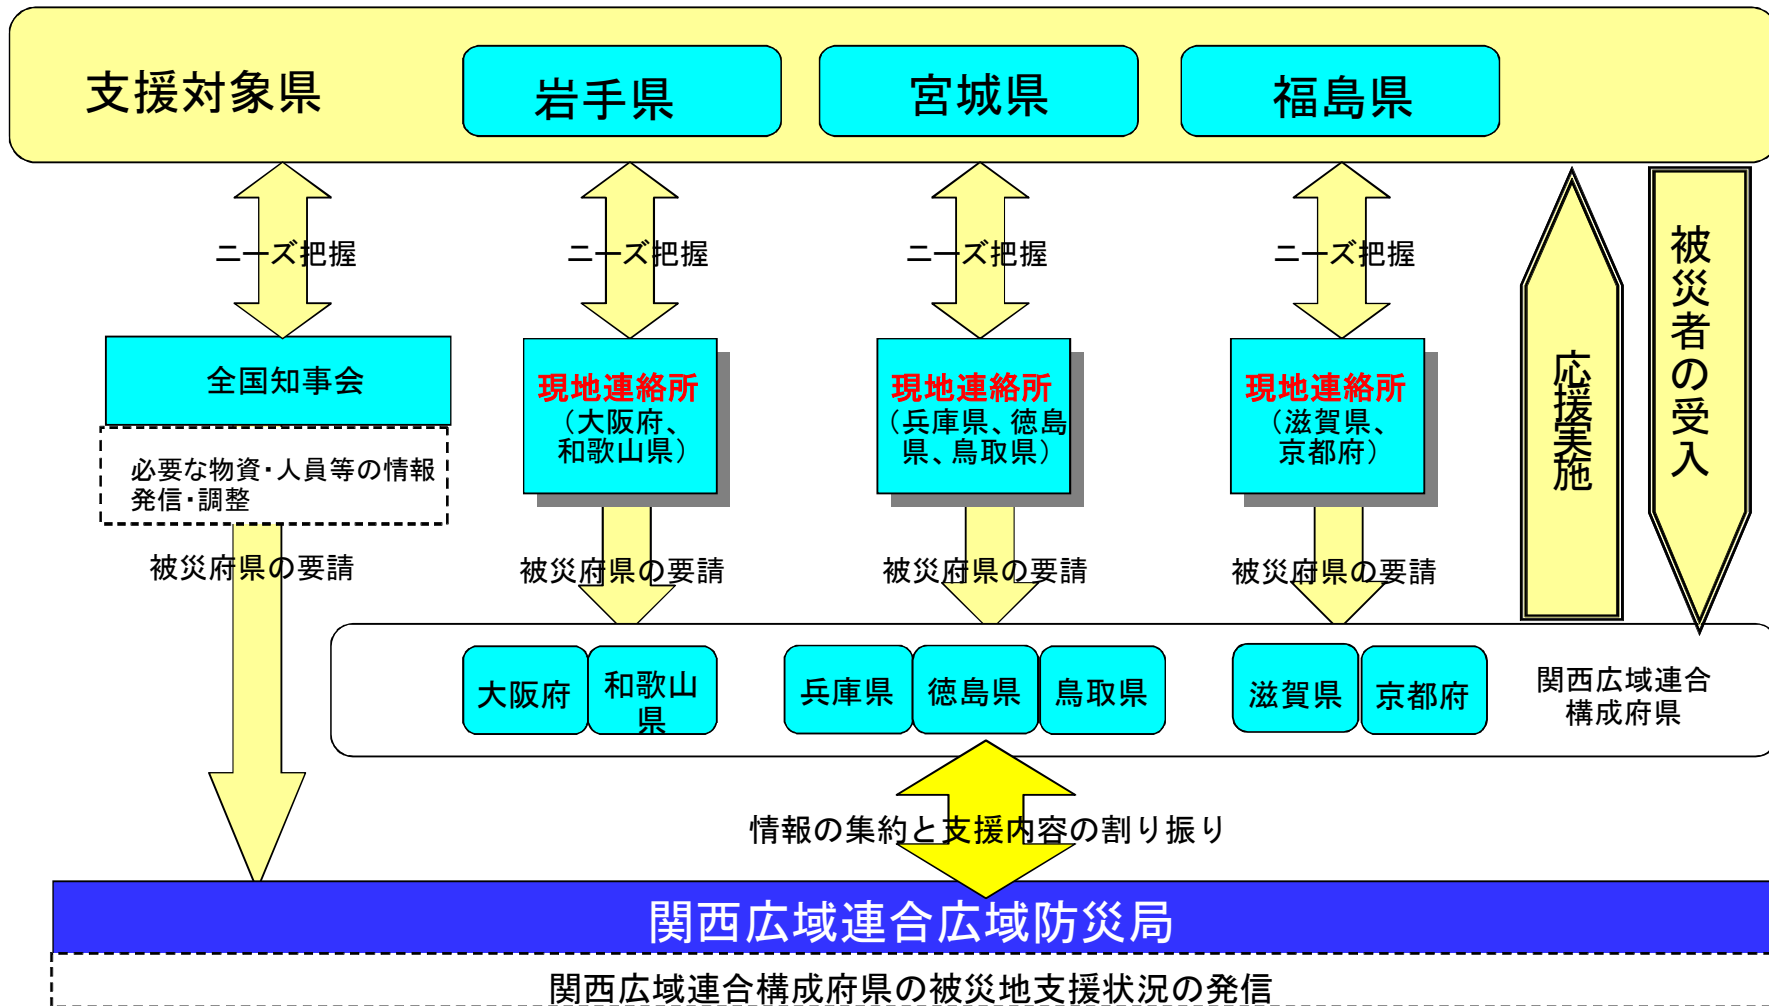 支援対象県
岩手県
宮城県
福島県
ニーズ把握
ニーズ把握
ニーズ把握
ニーズ把握
被災者の受入
応援実施
全国知事会
必要な物資・人員等の情報
発信・調整
現地連絡所
（大阪府、
和歌山県）
現地連絡所
（兵庫県、徳島
県、鳥取県）
現地連絡所
（滋賀県、
京都府）
被災府県の要請
被災府県の要請
被災府県の要請
被災府県の要請
大阪府
和歌山
県
兵庫県
徳島県
鳥取県
滋賀県
京都府
関西広域連合
構成府県
情報の集約と支援内容の割り振り
関西広域連合広域防災局
関西広域連合構成府県の被災地支援状況の発信